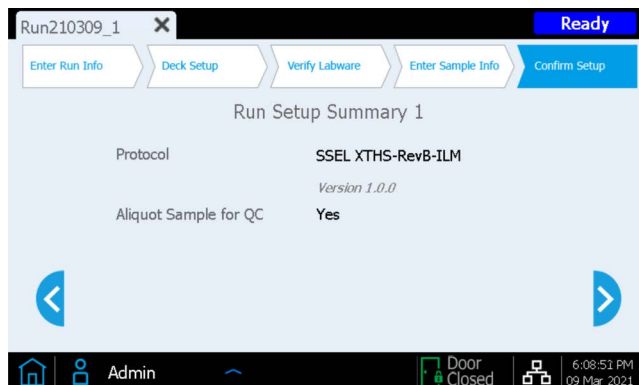 Run210309_1
Ready
Enter Run Info
Deck Setup
Verify Labware
Enter Sample Info
Confirm Setup
Run Setup Summary 1
Protocol SSEL XTHS-RevB-ILM
Version 1.0.0
Aliquot Sample for QC Yes
Admin
Door
Closed
6:08:51 PM
09 Mar 2021